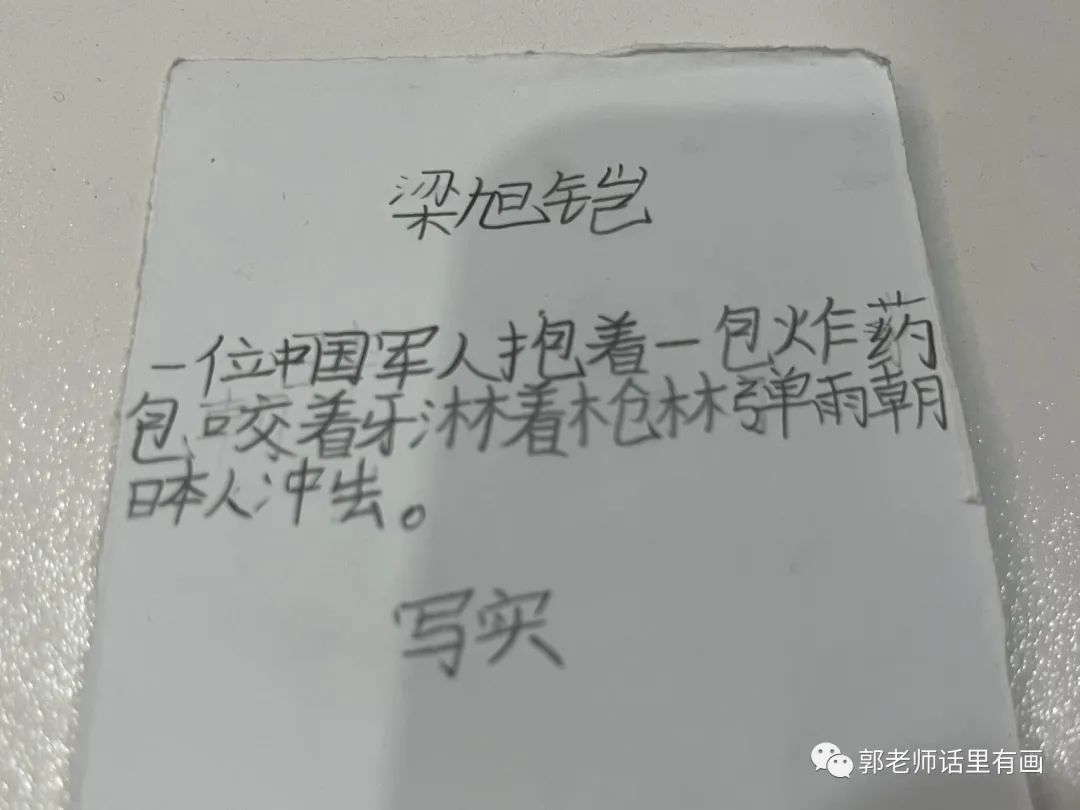 梁旭铠
一位中国军人抱着一包炸药
包咬着牙淋着枪林弹雨朝
日本人冲出。
写实
郭老师话里有画